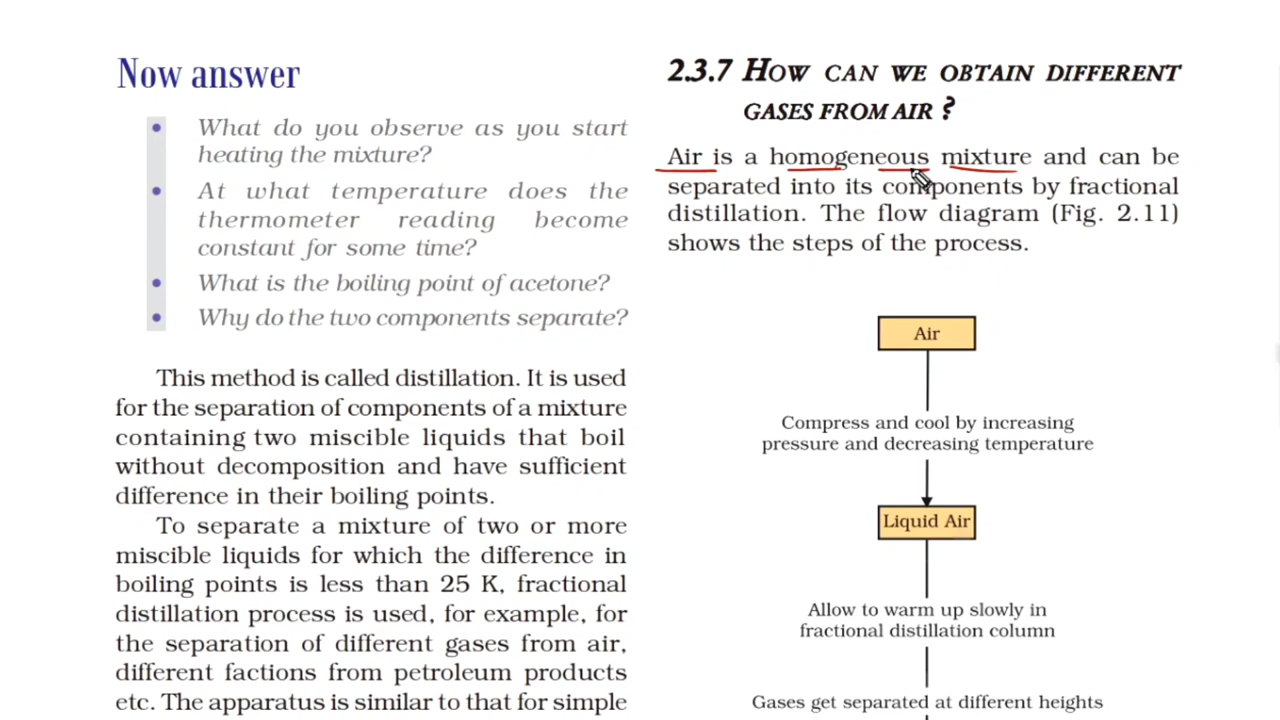 Now answer
• What do you observe as you start
heating the mixture?
• At what temperature does the
thermometer reading become
constant for some time?
• What is the boiling point of acetone?
• Why do the two components separate?
This method is called distillation. It is used
for the separation of components of a mixture
containing two miscible liquids that boil
without decomposition and have sufficient
difference in their boiling points.
To separate a mixture of two or more
miscible liquids for which the difference in
boiling points is less than 25 K, fractional
distillation process is used, for example, for
the separation of different gases from air,
different factions from petroleum products
etc. The apparatus is similar to that for simple
2.3.7 HOW CAN WE OBTAIN DIFFERENT
GASES FROM AIR ?
Air is a homogeneous mixture and can be
separated into its components by fractional
distillation. The flow diagram (Fig. 2.11)
shows the steps of the process.
Air
Compress and cool by increasing
pressure and decreasing temperature
Liquid Air
Allow to warm up slowly in
fractional distillation column
Gases get separated at different heights